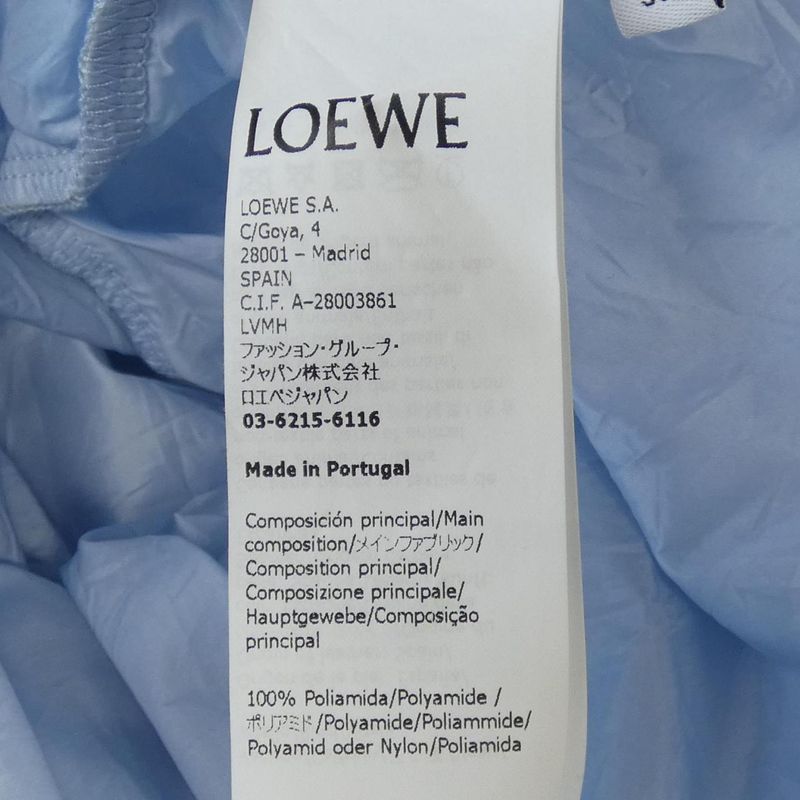 LOEWE
LOEWE S.A.
C/Goya, 4
28001 – Madrid
SPAIN
C.I.F. A-28003861
LVMH
ファッション・グループ・
ジャパン株式会社
ロエベジャパン
03-6215-6116
Made in Portugal
Composición principal/Main
composition/メインファブリック/
Composition principal/
Composizione principale/
Hauptgewebe/Composição
principal
100% Poliamida/Polyamide /
ポリアミド/Polyamide/Poliammide/
Polyamid oder Nylon/Poliamida